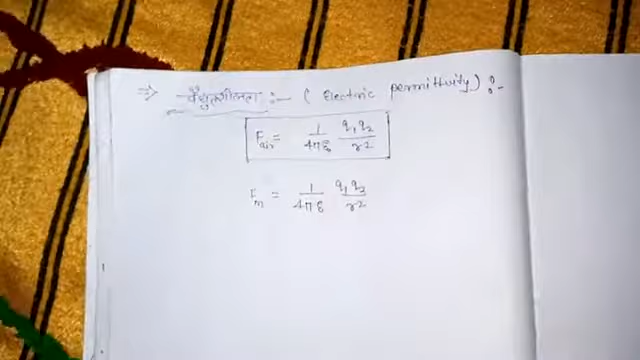 ⇒ वैद्युतशीलता :— ( Electric permittivity ) :-
F_air = 1/4πε₀ q₁q₂/r²
F_m = 1/4πε q₁q₂/r²